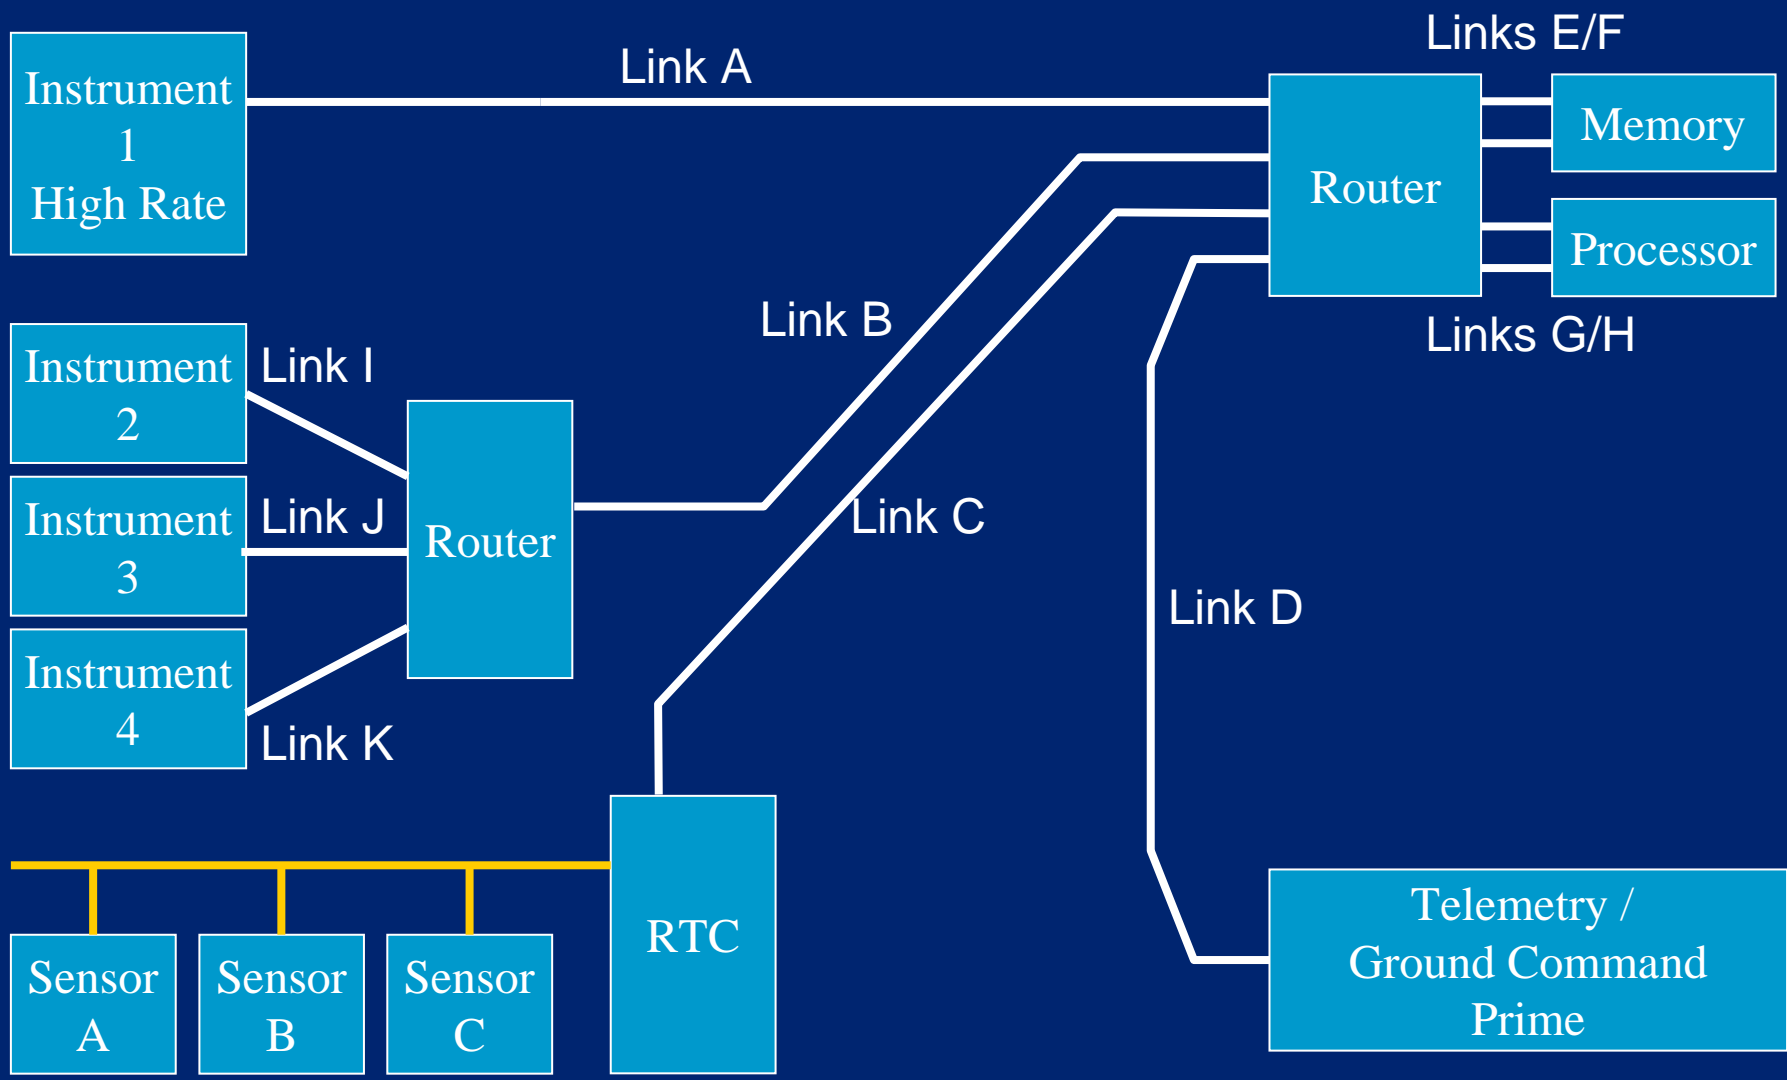 Instrument
1
High Rate
Link A
Links E/F
Router
Memory
Processor
Links G/H
Link B
Link C
Link D
Instrument
2
Link I
Instrument
3
Link J
Instrument
4
Link K
Router
RTC
Sensor
A
Sensor
B
Sensor
C
Telemetry /
Ground Command
Prime